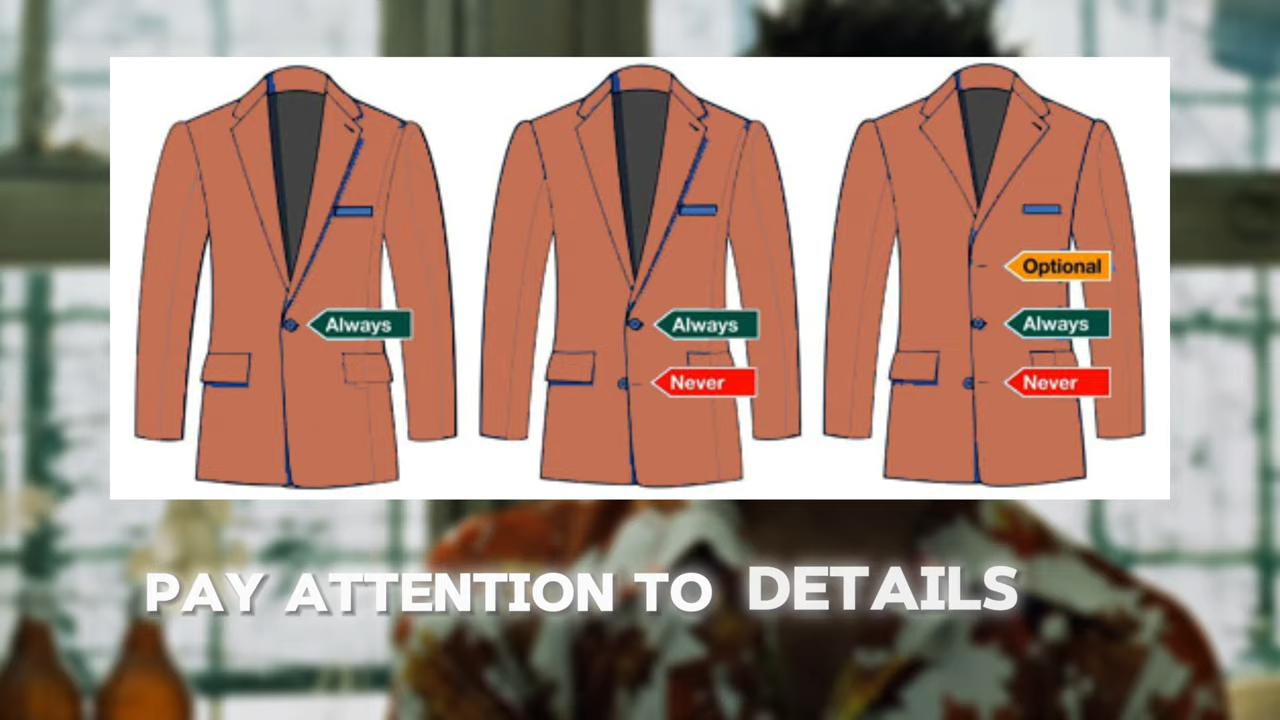 Optional
Always
Always
Always
Never
Never
PAY ATTENTION TO DETAILS